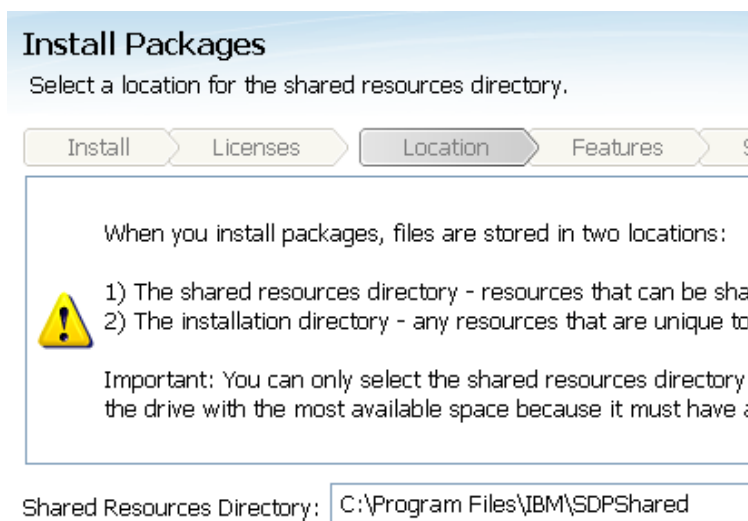 Install Packages
Select a location for the shared resources directory.
Install Licenses Location Features
When you install packages, files are stored in two locations:
1) The shared resources directory - resources that can be sha
2) The installation directory - any resources that are unique to
Important: You can only select the shared resources directory
the drive with the most available space because it must have a
Shared Resources Directory: C:\Program Files\IBM\SDPShared